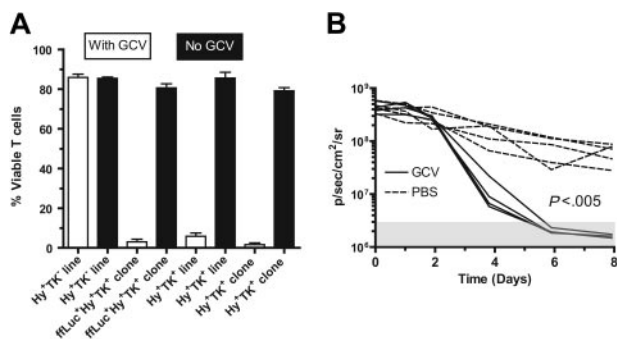 A
With GCV
No GCV
% Viable T cells
100
80
60
40
20
0
Hy⁺TK⁻ line
Hy⁺TK⁻ line
ffLuc⁺Hy⁺TK⁺ clone
ffLuc⁺Hy⁺TK⁺ clone
Hy⁺TK⁺ line
Hy⁺TK⁺ line
Hy⁺TK⁺ clone
Hy⁺TK⁺ clone
B
p/sec/cm²/sr
10⁹
10⁸
10⁷
10⁶
GCV
PBS
P<.005
0 2 4 6 8
Time (Days)